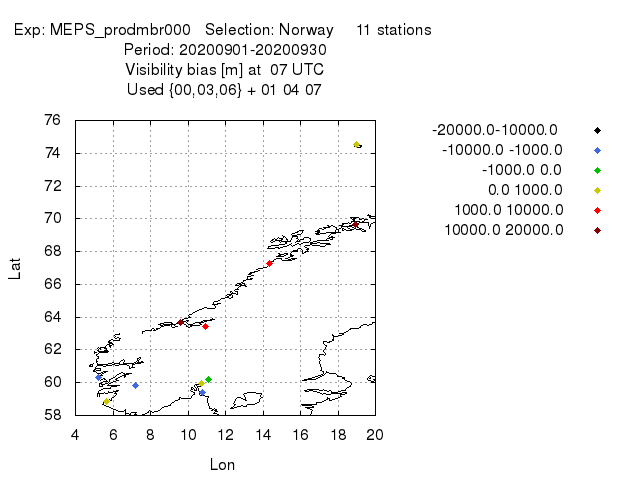 Exp: MEPS_prodmbr000 Selection: Norway 11 stations
Period: 20200901-20200930
Visibility bias [m] at 07 UTC
Used {00,03,06} + 01 04 07
-20000.0-10000.0
-10000.0 -1000.0
-1000.0 0.0
0.0 1000.0
1000.0 10000.0
10000.0 20000.0
76
74
72
70
68
66
64
62
60
58
Lat
4 6 8 10 12 14 16 18 20
Lon